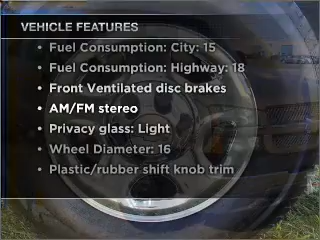 VEHICLE FEATURES
• Fuel Consumption: City: 15
• Fuel Consumption: Highway: 18
• Front Ventilated disc brakes
• AM/FM stereo
• Privacy glass: Light
• Wheel Diameter: 16
• Plastic/rubber shift knob trim